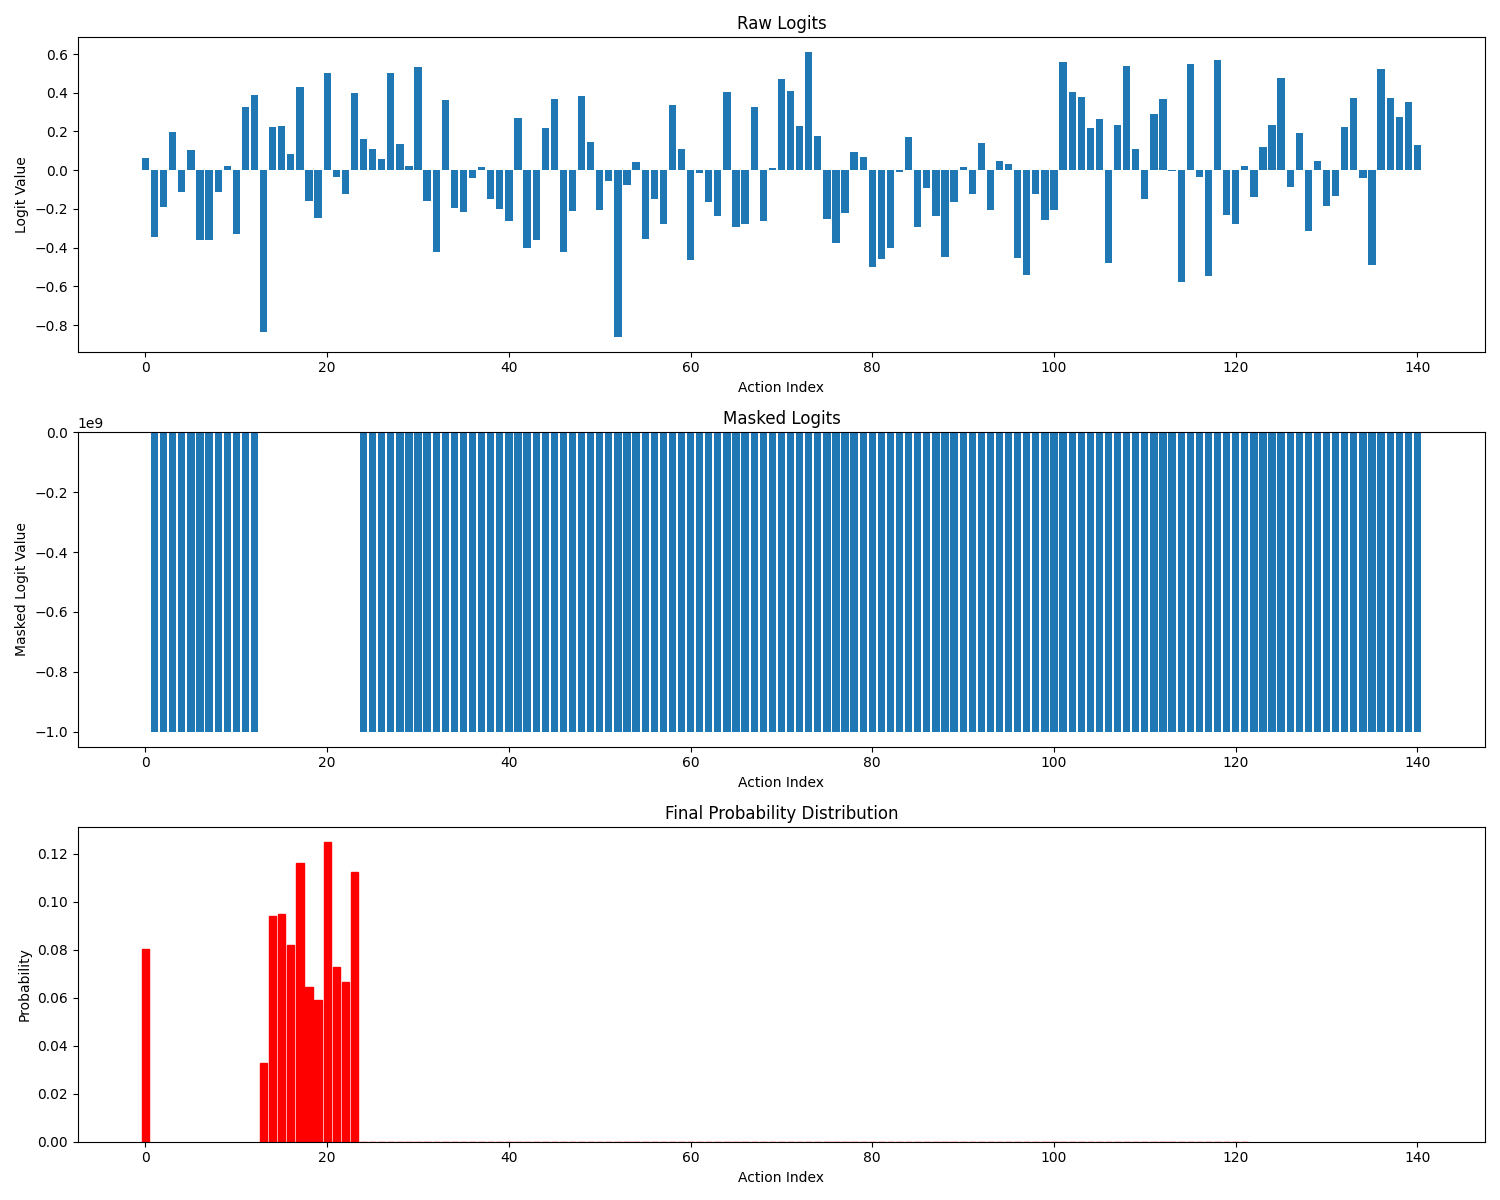 Raw Logits
0.6
0.4
0.2
0.0
−0.2
−0.4
−0.6
−0.8
Logit Value
0 20 40 60 80 100 120 140
Action Index
Masked Logits
1e9
0.0
−0.2
−0.4
−0.6
−0.8
−1.0
Masked Logit Value
0 20 40 60 80 100 120 140
Action Index
Final Probability Distribution
0.12
0.10
0.08
0.06
0.04
0.02
0.00
Probability
0 20 40 60 80 100 120 140
Action Index